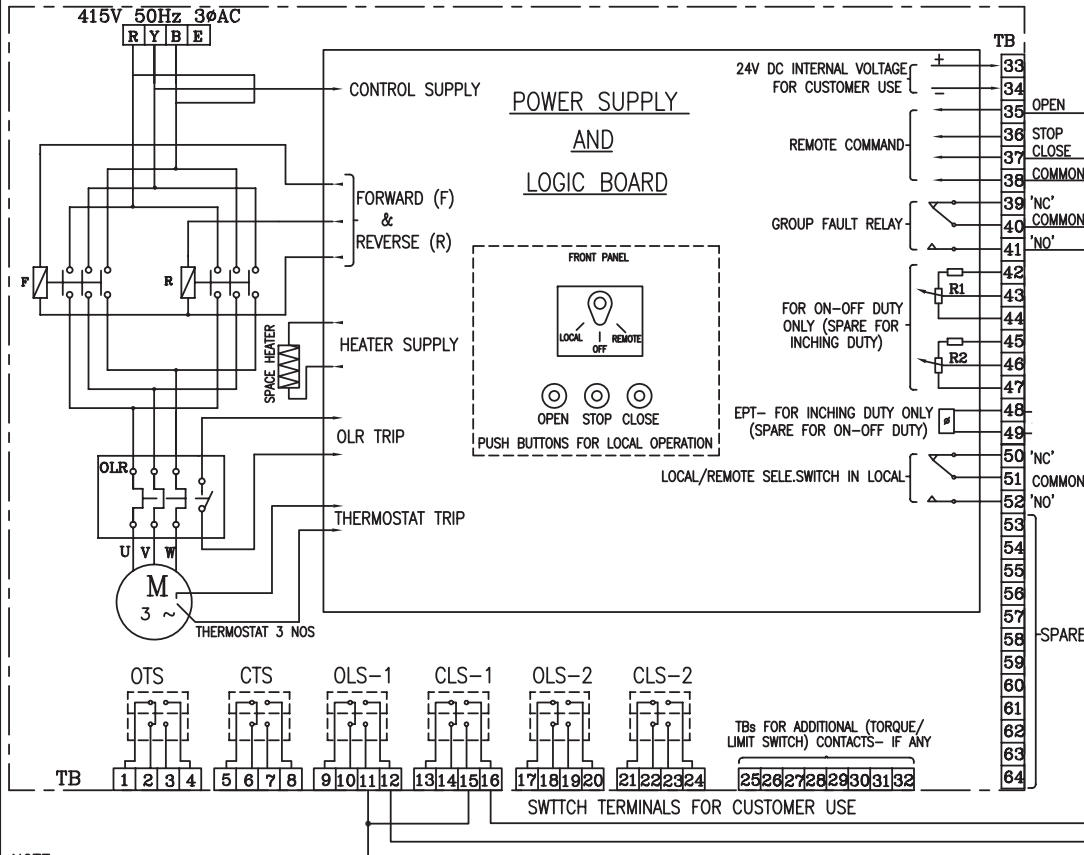 415V 50Hz 3øAC
R Y B E
CONTROL SUPPLY
POWER SUPPLY
AND
LOGIC BOARD
FORWARD (F)
&
REVERSE (R)
F
R
SPACE HEATER
HEATER SUPPLY
OLR TRIP
OLR
THERMOSTAT TRIP
U V W
M
3 ~
THERMOSTAT 3 NOS
FRONT PANEL
LOCAL OFF REMOTE
OPEN STOP CLOSE
PUSH BUTTONS FOR LOCAL OPERATION
TB
24V DC INTERNAL VOLTAGE
FOR CUSTOMER USE
+
−
33
34
REMOTE COMMAND
35 OPEN
36 STOP
37 CLOSE
38 COMMON
GROUP FAULT RELAY
39 'NC'
40 COMMON
41 'NO'
FOR ON-OFF DUTY
ONLY (SPARE FOR
INCHING DUTY)
R1
R2
42
43
44
45
46
47
EPT- FOR INCHING DUTY ONLY
(SPARE FOR ON-OFF DUTY)
ø
48
49
LOCAL/REMOTE SELE.SWITCH IN LOCAL
50 'NC'
51 COMMON
52 'NO'
53
54
55
56
57
58
59
60
61
62
63
64
SPARE
OTS CTS OLS-1 CLS-1 OLS-2 CLS-2
TBs FOR ADDITIONAL (TORQUE/
LIMIT SWITCH) CONTACTS- IF ANY
TB
1 2 3 4 5 6 7 8 9 10 11 12 13 14 15 16 17 18 19 20 21 22 23 24 25 26 27 28 29 30 31 32
SWTTCH TERMINALS FOR CUSTOMER USE